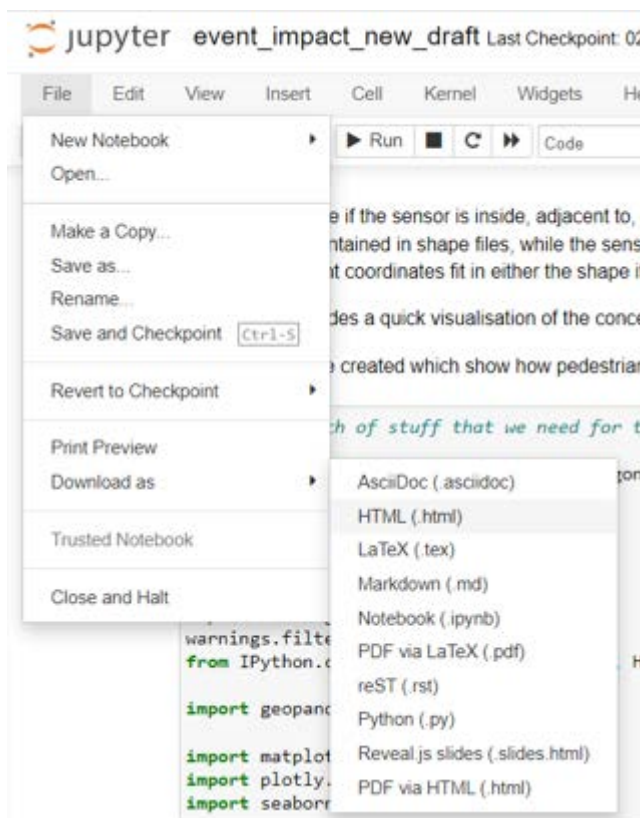 jupyter event_impact_new_draft Last Checkpoint: 02
File Edit View Insert Cell Kernel Widgets He
New Notebook
Run Code
Open...
Make a Copy...
Save as...
Rename...
Save and Checkpoint Ctrl-S
Revert to Checkpoint
Print Preview
Download as
Trusted Notebook
Close and Halt
AsciiDoc (.asciidoc)
HTML (.html)
LaTeX (.tex)
Markdown (.md)
Notebook (.ipynb)
PDF via LaTeX (.pdf)
reST (.rst)
Python (.py)
Reveal.js slides (.slides.html)
PDF via HTML (.html)
e if the sensor is inside, adjacent to,
ntained in shape files, while the sens
t coordinates fit in either the shape i
des a quick visualisation of the conce
created which show how pedestrian
ch of stuff that we need for t
gon
warnings.filte
from IPython.d
H
import geopand
import matplot
import plotly.
import seaborn